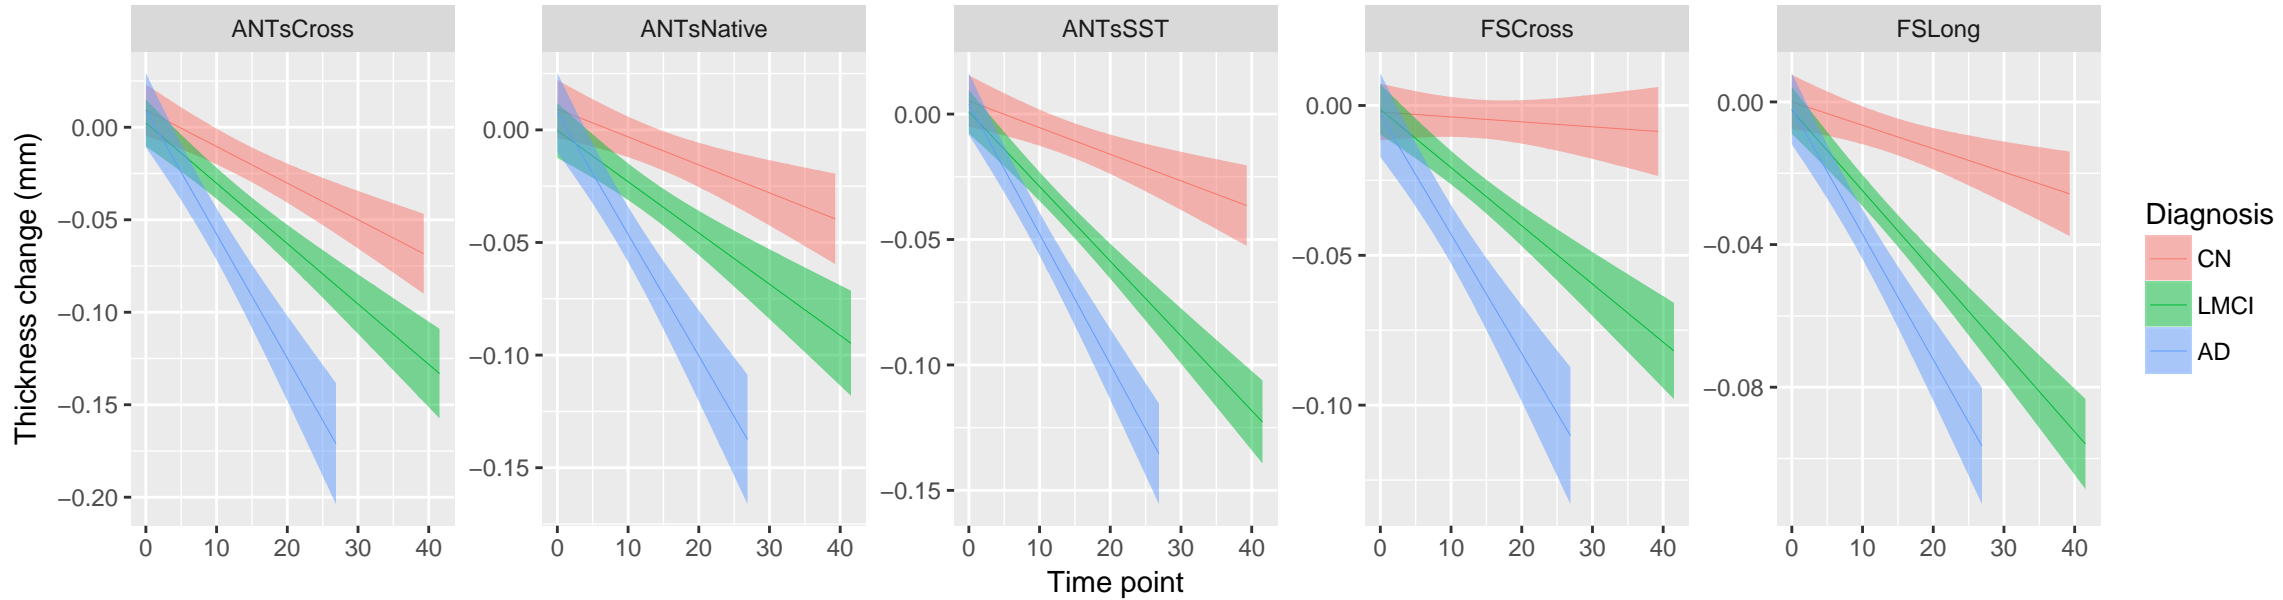 ANTsCross
ANTsNative
ANTsSST
FSCross
FSLong
Thickness change (mm)
0.00
−0.05
−0.10
−0.15
−0.20
0.00
−0.05
−0.10
−0.15
0.00
−0.05
−0.10
−0.15
0.00
−0.05
−0.10
0.00
−0.04
−0.08
0 10 20 30 40
0 10 20 30 40
0 10 20 30 40
0 10 20 30 40
0 10 20 30 40
Time point
Diagnosis
CN
LMCI
AD